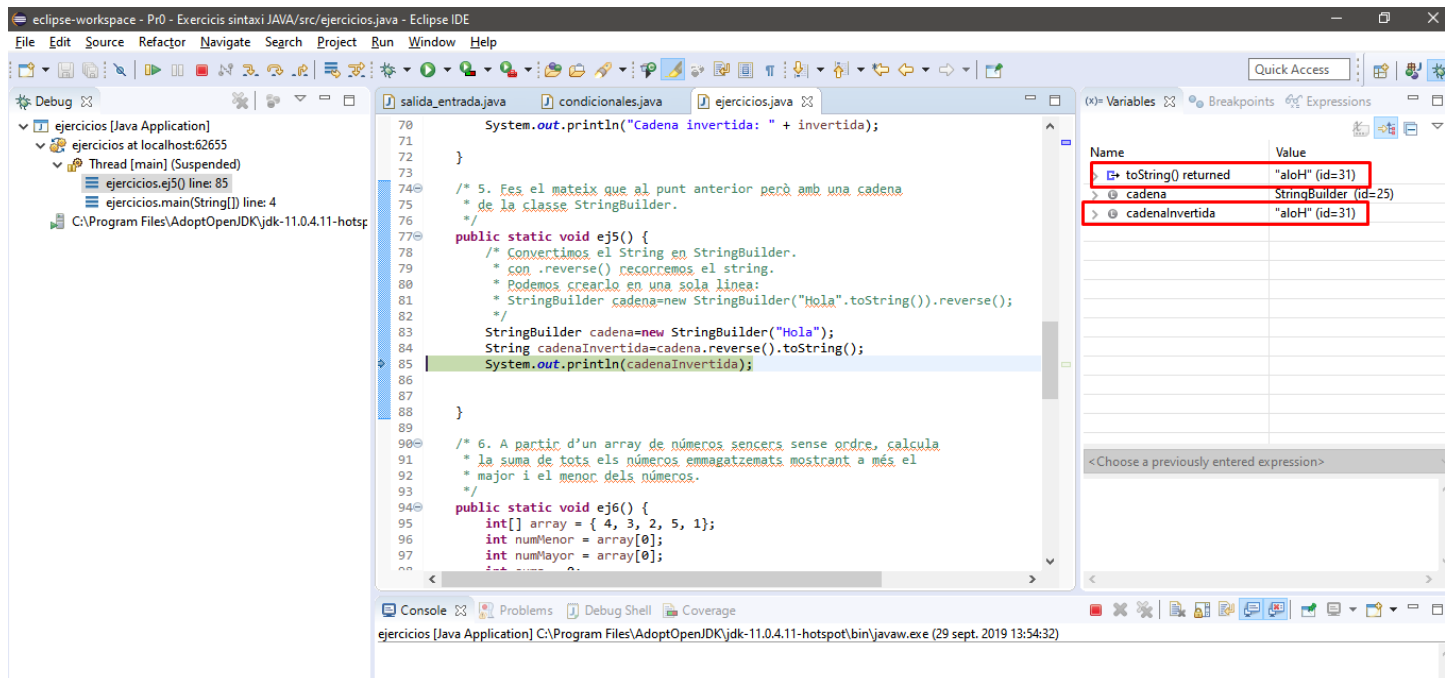 eclipse-workspace - Pr0 - Exercicis sintaxi JAVA/src/ejercicios.java - Eclipse IDE
File Edit Source Refactor Navigate Search Project Run Window Help
Quick Access
Debug
ejercicios [Java Application]
ejercicios at localhost:62655
Thread [main] (Suspended)
ejercicios.ej5() line: 85
ejercicios.main(String[]) line: 4
C:\Program Files\AdoptOpenJDK\jdk-11.0.4.11-hotsp
salida_entrada.java condicionales.java ejercicios.java
70 System.out.println("Cadena invertida: " + invertida);
71
72 }
73
74 /* 5. Fes el mateix que al punt anterior però amb una cadena
75 * de la classe StringBuilder.
76 */
77 public static void ej5() {
78 /* Convertimos el String en StringBuilder.
79 * con .reverse() recorremos el string.
80 * Podemos crearlo en una sola linea:
81 * StringBuilder cadena=new StringBuilder("Hola".toString()).reverse();
82 */
83 StringBuilder cadena=new StringBuilder("Hola");
84 String cadenaInvertida=cadena.reverse().toString();
85 System.out.println(cadenaInvertida);
86
87
88 }
89
90 /* 6. A partir d'un array de números sencers sense ordre, calcula
91 * la suma de tots els números emmagatzemats mostrant a més el
92 * major i el menor dels números.
93 */
94 public static void ej6() {
95 int[] array = { 4, 3, 2, 5, 1};
96 int numMenor = array[0];
97 int numMayor = array[0];
(x)= Variables Breakpoints Expressions
Name Value
toString() returned "aloH" (id=31)
cadena StringBuilder (id=25)
cadenaInvertida "aloH" (id=31)
<Choose a previously entered expression>
Console Problems Debug Shell Coverage
ejercicios [Java Application] C:\Program Files\AdoptOpenJDK\jdk-11.0.4.11-hotspot\bin\javaw.exe (29 sept. 2019 13:54:32)